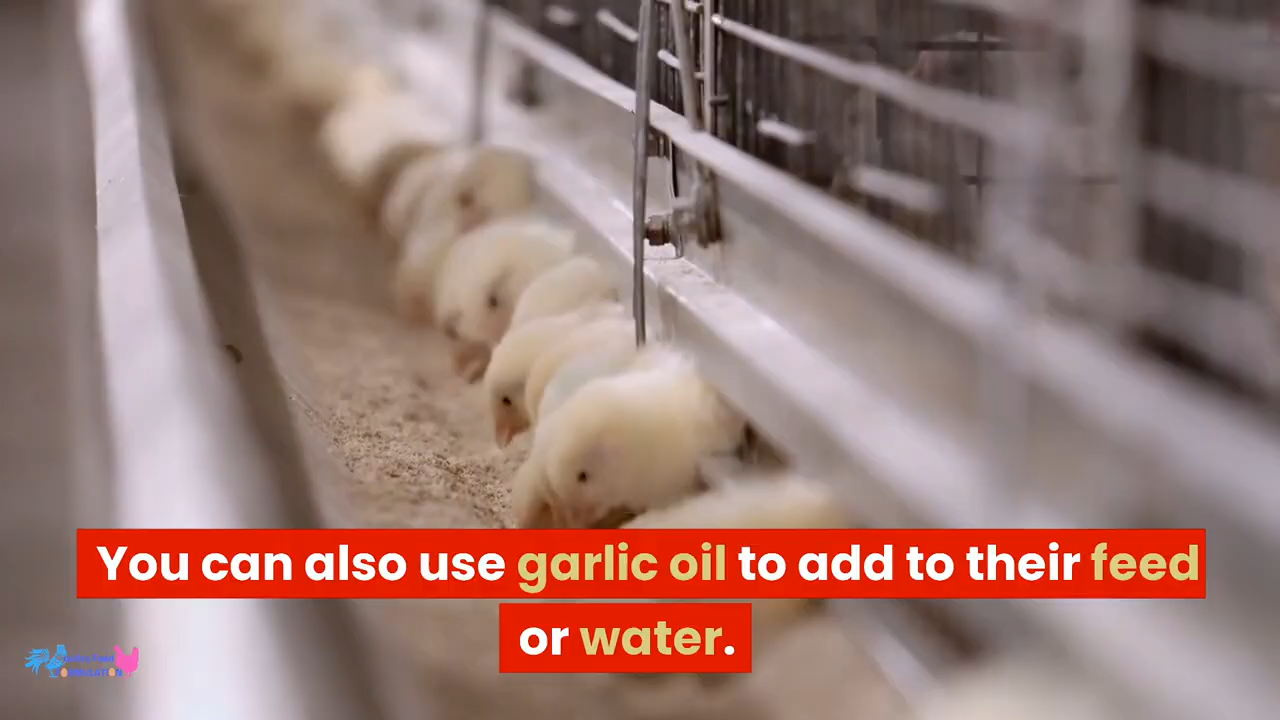 You can also use garlic oil to add to their feed
or water.